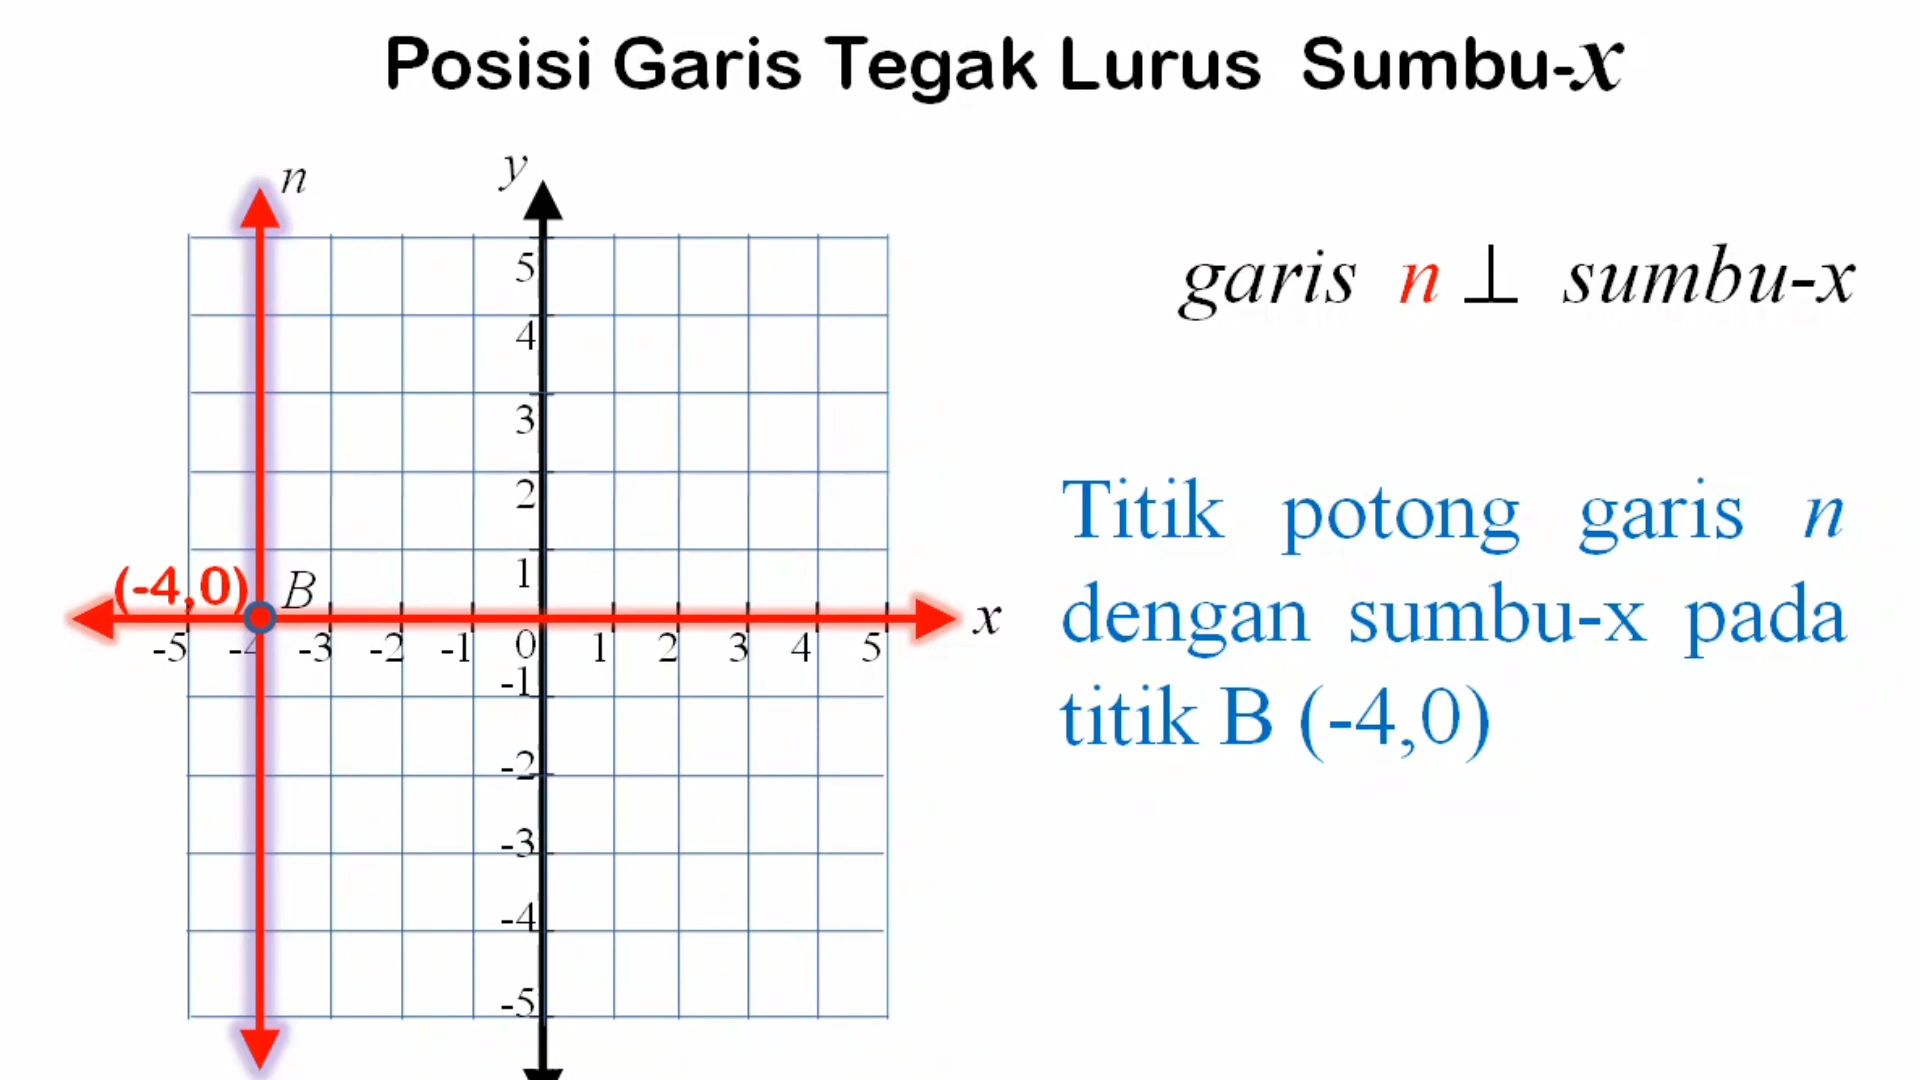 Posisi Garis Tegak Lurus Sumbu-x
n
y
garis n ⊥ sumbu-x
5
4
3
2
1
(-4,0)
B
x
-5 -4 -3 -2 -1 0 1 2 3 4 5
-1
-2
-3
-4
-5
Titik potong garis n
dengan sumbu-x pada
titik B (-4,0)